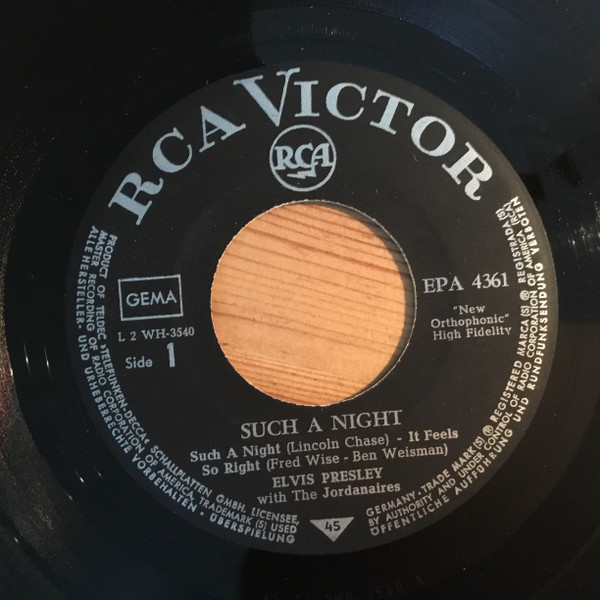 RCA VICTOR
RCA
GEMA
L 2 WH-3540
Side 1
EPA 4361
"New
Orthophonic"
High Fidelity
SUCH A NIGHT
Such A Night (Lincoln Chase) - It Feels
So Right (Fred Wise - Ben Weisman)
ELVIS PRESLEY
with The Jordanaires
45
PRODUCT OF TELDEC »TELEFUNKEN-DECCA« SCHALLPLATTEN GMBH. LICENSEE,
MASTER RECORDING OF RADIO CORPORATION OF AMERICA, TRADEMARK (S) USED
ALLE HERSTELLER- UND URHEBERRECHTE VORBEHALTEN • ÜBERSPIELUNG
GERMANY - TRADE MARK(S) ® REGISTERED MARCA(S) ® REGISTRADA(S)
BY AUTHORITY AND UNDER CONTROL OF RADIO CORPORATION OF AMERICA (RCA)
ÖFFENTLICHE AUFFÜHRUNG UND RUNDFUNKSENDUNG VERBOTEN